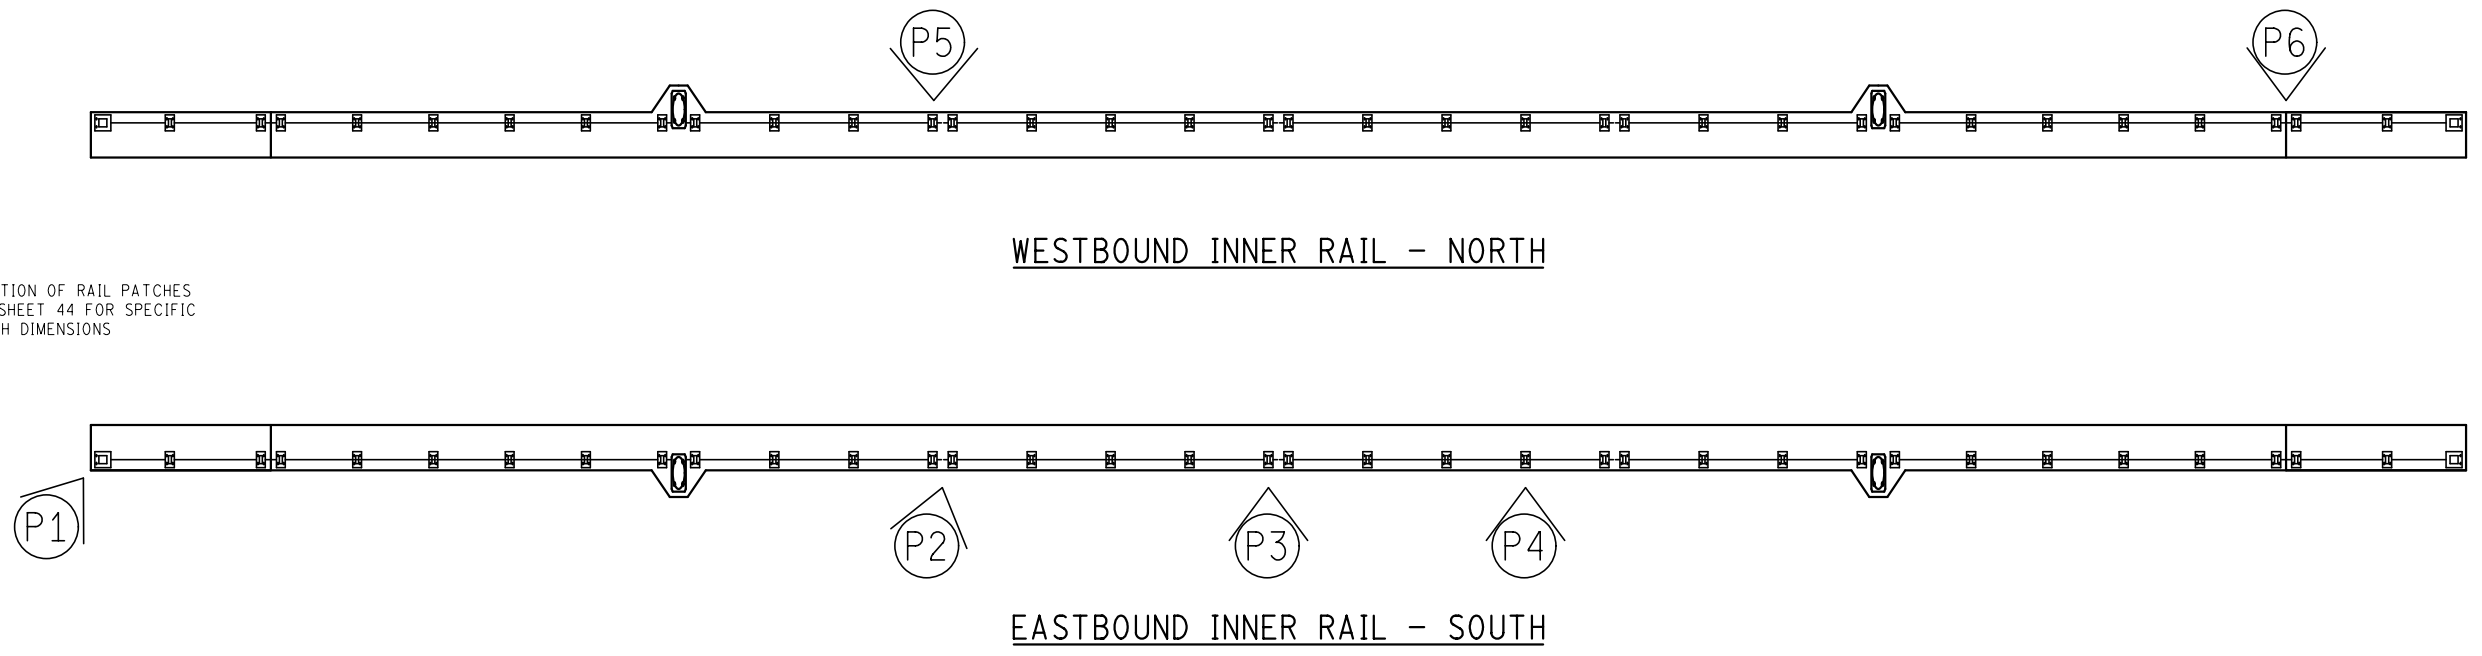 P5
P6
WESTBOUND INNER RAIL - NORTH
TION OF RAIL PATCHES
SHEET 44 FOR SPECIFIC
H DIMENSIONS
P1
P2
P3
P4
EASTBOUND INNER RAIL - SOUTH